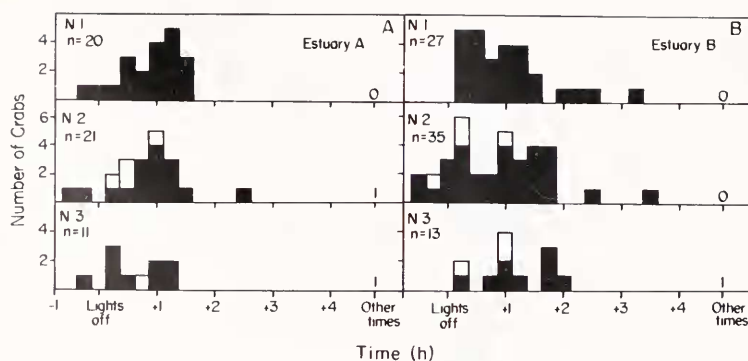 A
B
N 1
n=20
Estuary A
N 1
n=27
Estuary B
4
2
0
0
N 2
n=21
N 2
n=35
6
4
2
1
0
N 3
n=11
N 3
n=13
4
2
1
1
-1 Lights off +1 +2 +3 +4 Other times
Lights off +1 +2 +3 +4 Other times
Number of Crabs
Time (h)